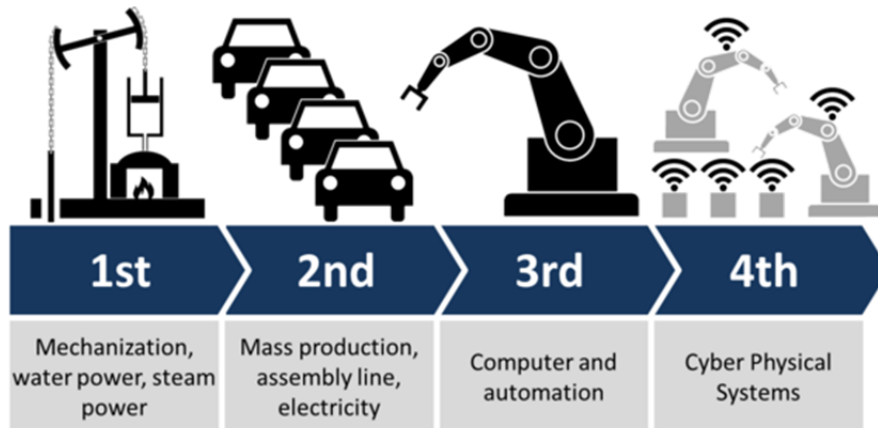 1st
2nd
3rd
4th
Mechanization,
water power, steam
power
Mass production,
assembly line,
electricity
Computer and
automation
Cyber Physical
Systems